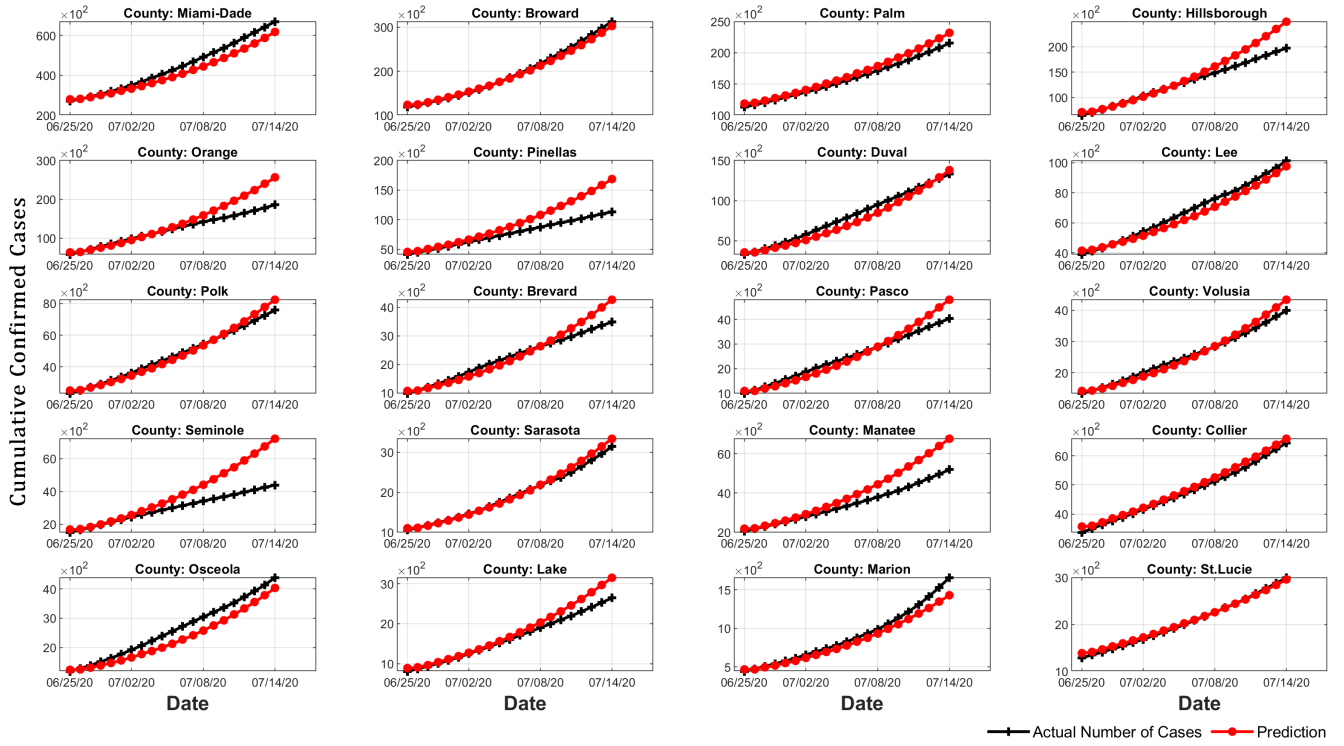 County: Miami-Dade
×10²
600
400
200
06/25/20 07/02/20 07/08/20 07/14/20
County: Broward
×10²
300
200
100
06/25/20 07/02/20 07/08/20 07/14/20
County: Palm
×10²
250
200
150
100
06/25/20 07/02/20 07/08/20 07/14/20
County: Hillsborough
×10²
200
150
100
06/25/20 07/02/20 07/08/20 07/14/20
Cumulative Confirmed Cases
County: Orange
×10²
300
200
100
06/25/20 07/02/20 07/08/20 07/14/20
County: Pinellas
×10²
200
150
100
50
06/25/20 07/02/20 07/08/20 07/14/20
County: Duval
×10²
150
100
50
06/25/20 07/02/20 07/08/20 07/14/20
County: Lee
×10²
100
80
60
40
06/25/20 07/02/20 07/08/20 07/14/20
County: Polk
×10²
80
60
40
06/25/20 07/02/20 07/08/20 07/14/20
County: Brevard
×10²
40
30
20
10
06/25/20 07/02/20 07/08/20 07/14/20
County: Pasco
×10²
40
30
20
10
06/25/20 07/02/20 07/08/20 07/14/20
County: Volusia
×10²
40
30
20
06/25/20 07/02/20 07/08/20 07/14/20
County: Seminole
×10²
60
40
20
06/25/20 07/02/20 07/08/20 07/14/20
County: Sarasota
×10²
30
20
10
06/25/20 07/02/20 07/08/20 07/14/20
County: Manatee
×10²
60
40
20
06/25/20 07/02/20 07/08/20 07/14/20
County: Collier
×10²
60
50
40
06/25/20 07/02/20 07/08/20 07/14/20
County: Osceola
×10²
40
30
20
06/25/20 07/02/20 07/08/20 07/14/20
Date
County: Lake
×10²
30
20
10
06/25/20 07/02/20 07/08/20 07/14/20
Date
County: Marion
×10²
15
10
5
06/25/20 07/02/20 07/08/20 07/14/20
Date
County: St.Lucie
×10²
30
20
10
06/25/20 07/02/20 07/08/20 07/14/20
Date
Actual Number of Cases Prediction